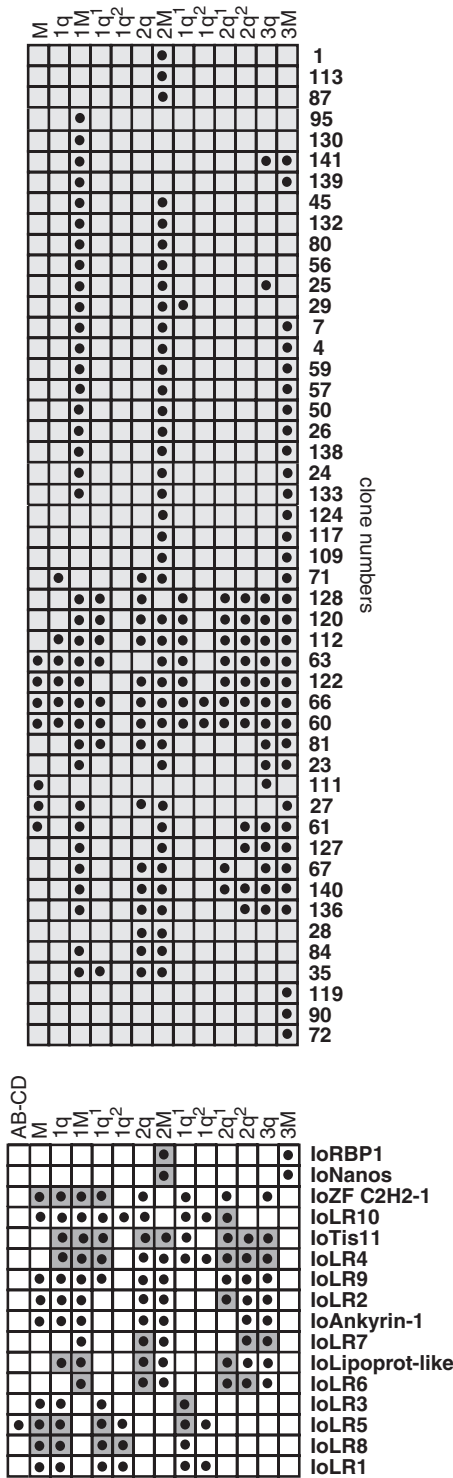 M 1q 1M 1q1 1q2 2q 2M 1q1 1q2 2q1 2q2 3q 3M
1
113
87
95
130
141
139
45
132
80
56
25
29
7
4
59
57
50
26
138
24
133
124
117
109
71
128
120
112
63
122
66
60
81
23
111
27
61
127
67
140
136
28
84
35
119
90
72
clone numbers
AB-CD M 1q 1M 1q1 1q2 2q 2M 1q1 1q2 2q1 2q2 3q 3M
IoRBP1
IoNanos
IoZF C2H2-1
IoLR10
IoTis11
IoLR4
IoLR9
IoLR2
IoAnkyrin-1
IoLR7
IoLipoprot-like
IoLR6
IoLR3
IoLR5
IoLR8
IoLR1